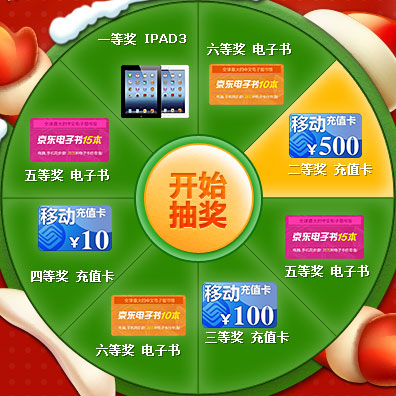 一等奖 IPAD3
六等奖 电子书
京东电子书10本
移动充值卡
￥500
二等奖 充值卡
京东电子书15本
五等奖 电子书
移动充值卡
￥100
三等奖 充值卡
京东电子书10本
六等奖 电子书
移动充值卡
￥10
四等奖 充值卡
京东电子书15本
五等奖 电子书
开始
抽奖